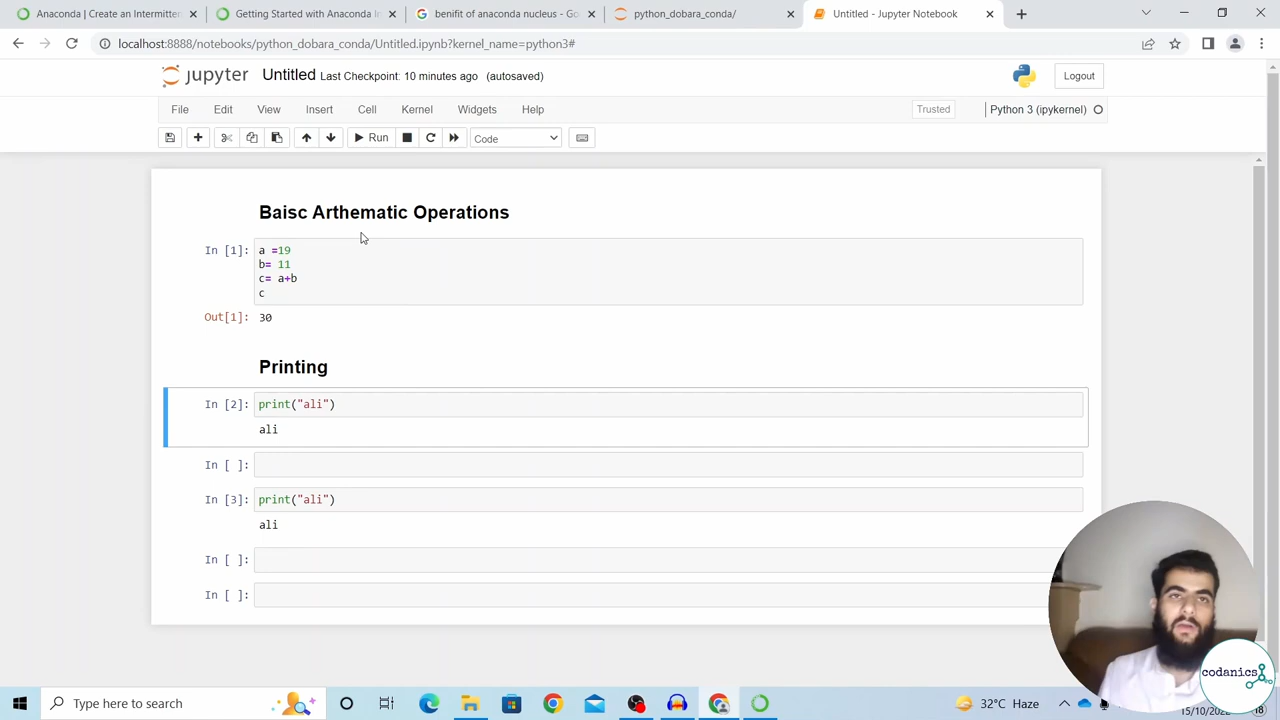 Anaconda | Create an Intermitter
Getting Started with Anaconda I
benifit of anaconda nucleus - Go
python_dobara_conda/
Untitled - Jupyter Notebook
localhost:8888/notebooks/python_dobara_conda/Untitled.ipynb?kernel_name=python3#
jupyter Untitled Last Checkpoint: 10 minutes ago (autosaved)
Logout
File Edit View Insert Cell Kernel Widgets Help
Trusted Python 3 (ipykernel)
Run Code
Baisc Arthematic Operations
In [1]: a =19
b= 11
c= a+b
c
Out[1]: 30
Printing
In [2]: print("ali")
ali
In [ ]:
In [3]: print("ali")
ali
In [ ]:
In [ ]:
codanics
Type here to search
32°C Haze